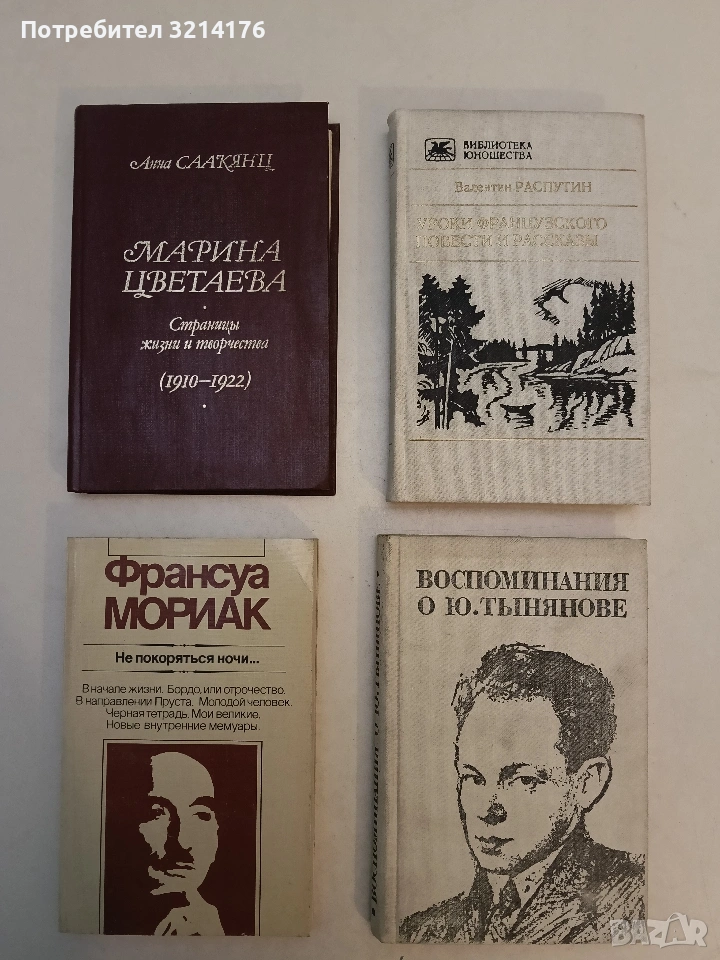 Потребител 3214176
Анна СААКЯНЦ
МАРИНА
ЦВЕТАЕВА
Страницы
жизни и творчества
(1910–1922)
БИБЛИОТЕКА
ЮНОШЕСТВА
Валентин РАСПУТИН
УРОКИ ФРАНЦУЗСКОГО
ПОВЕСТИ И РАССКАЗЫ
Франсуа
МОРИАК
Не покоряться ночи...
В начале жизни. Бордо, или отрочество.
В направлении Пруста. Молодой человек.
Черная тетрадь. Мои великие.
Новые внутренние мемуары.
ВОСПОМИНАНИЯ
О Ю. ТЫНЯНОВЕ
ВОСПОМИНАНИЯ О Ю. ТЫНЯНОВЕ
BAZAR